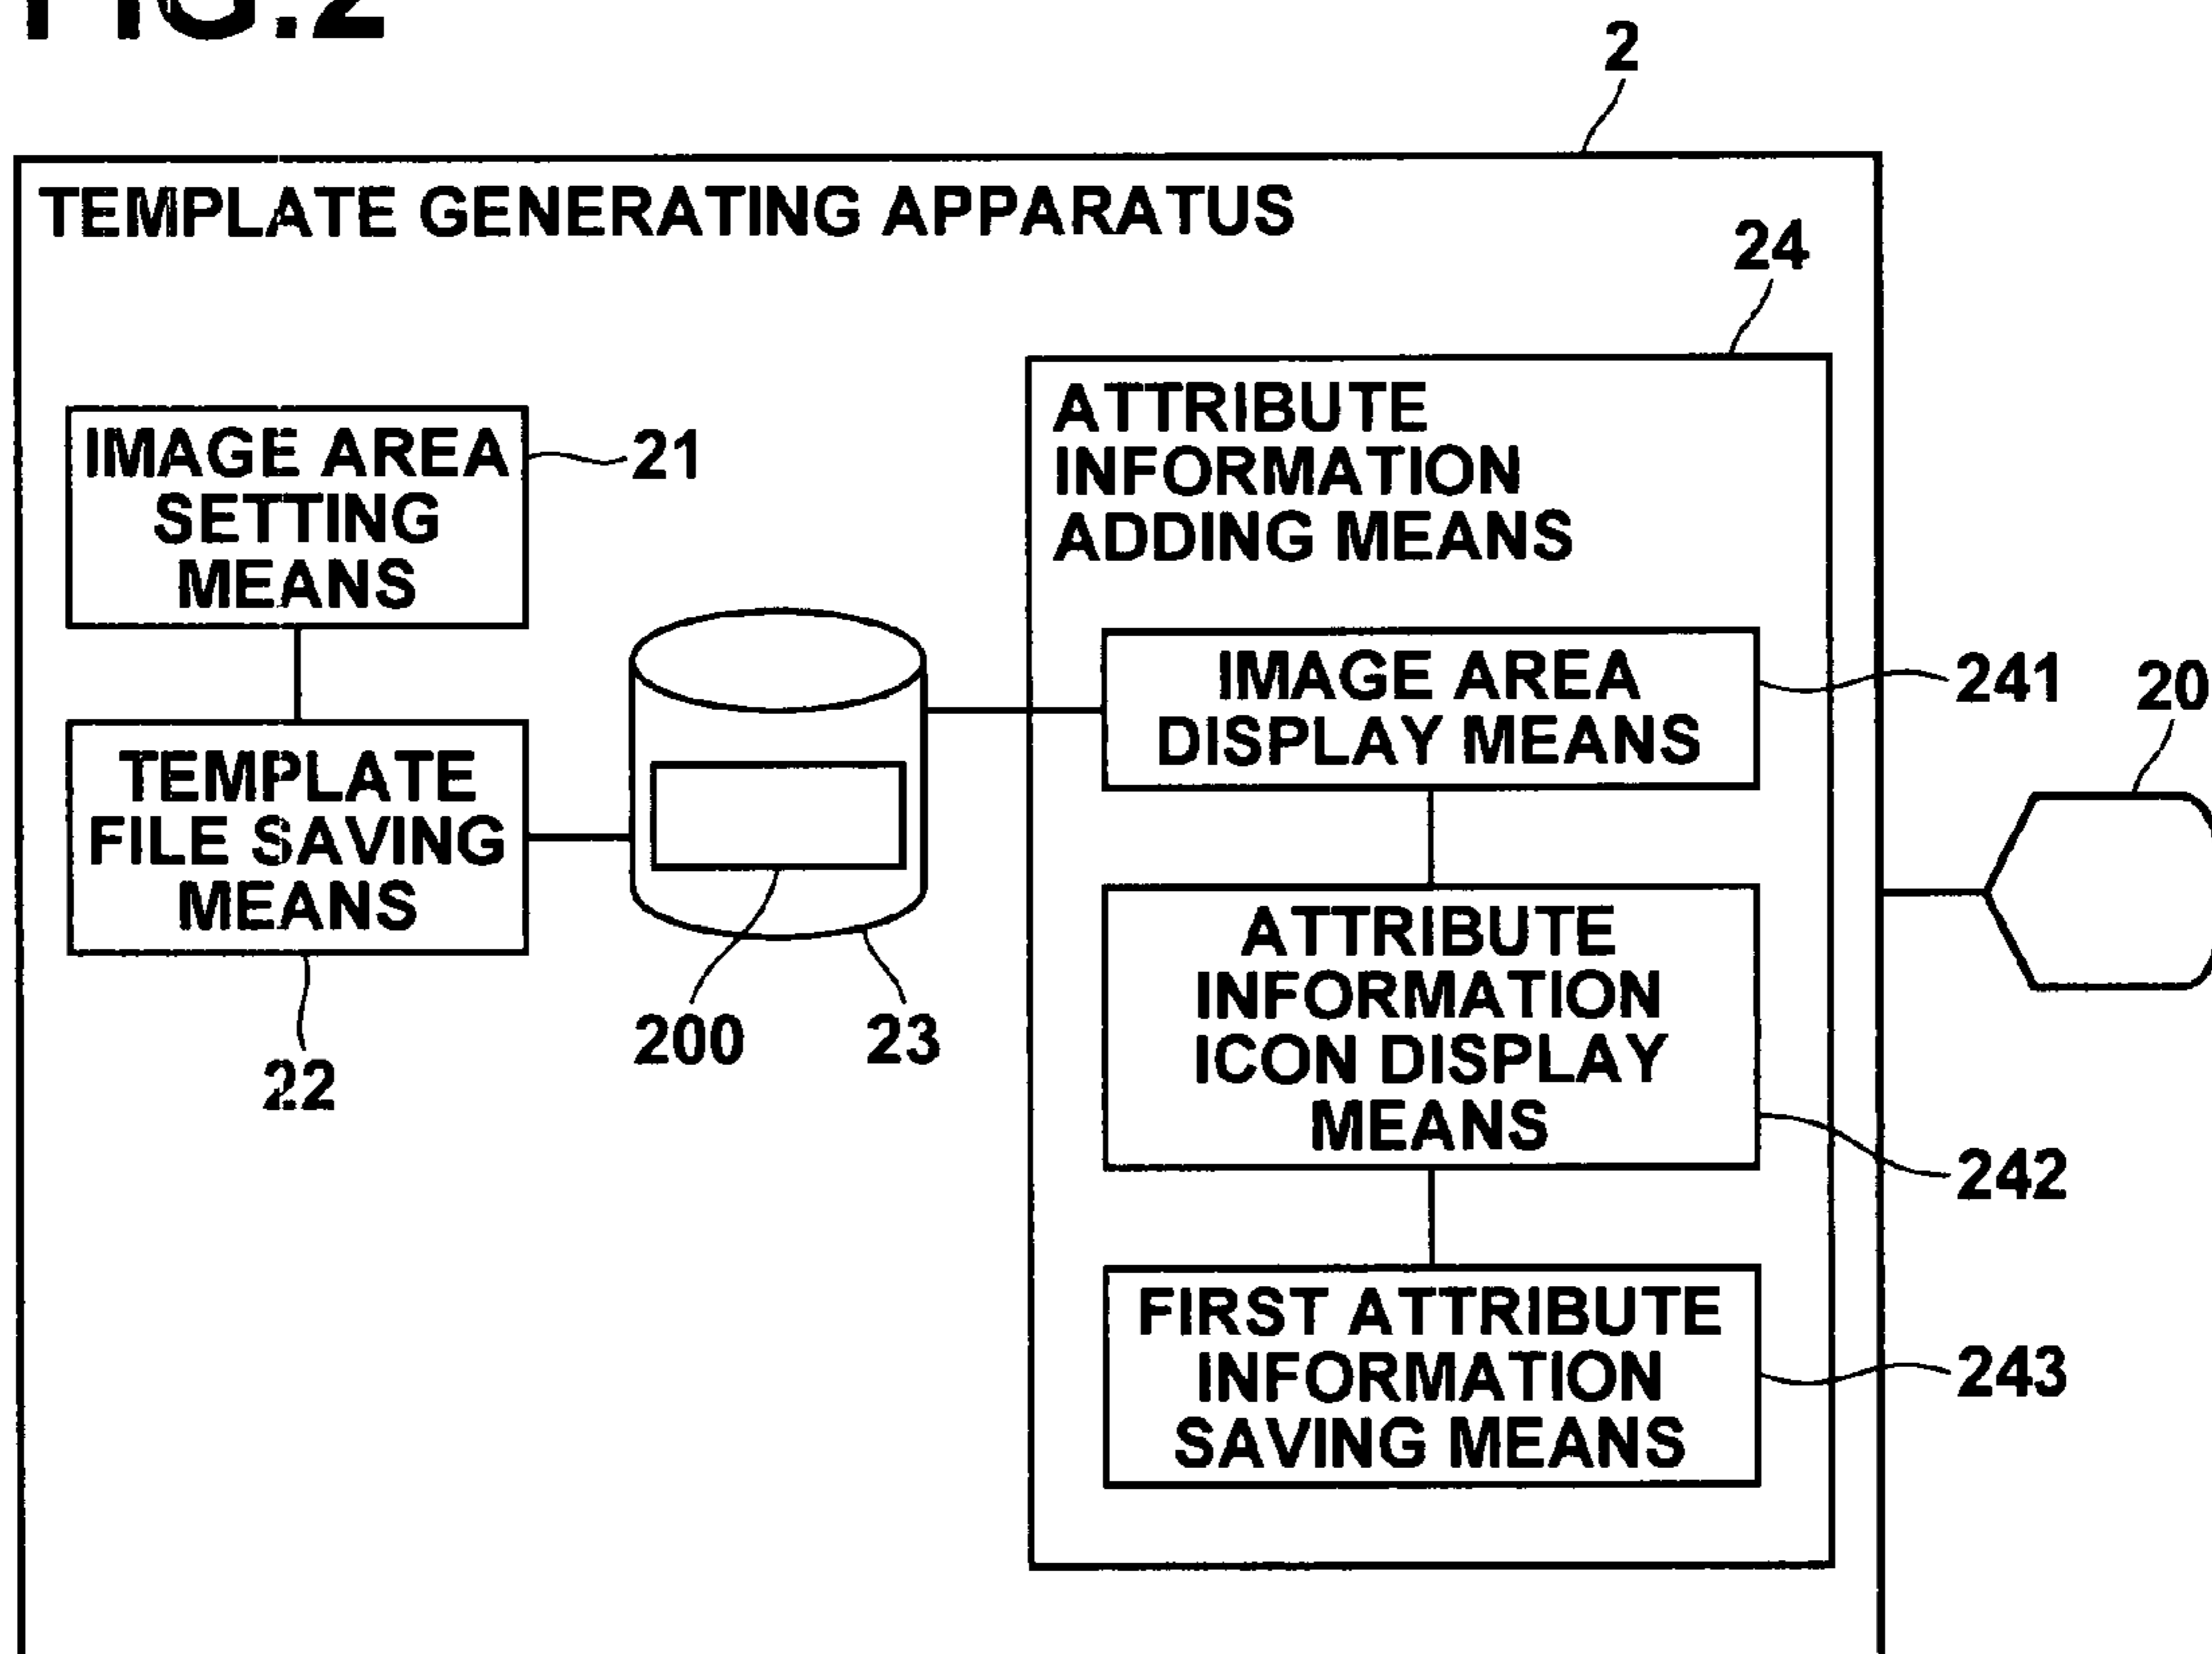 FIG.2
2
TEMPLATE GENERATING APPARATUS
24
IMAGE AREA
SETTING
MEANS
21
TEMPLATE
FILE SAVING
MEANS
22
200
23
ATTRIBUTE
INFORMATION
ADDING MEANS
IMAGE AREA
DISPLAY MEANS
241
20
ATTRIBUTE
INFORMATION
ICON DISPLAY
MEANS
242
FIRST ATTRIBUTE
INFORMATION
SAVING MEANS
243